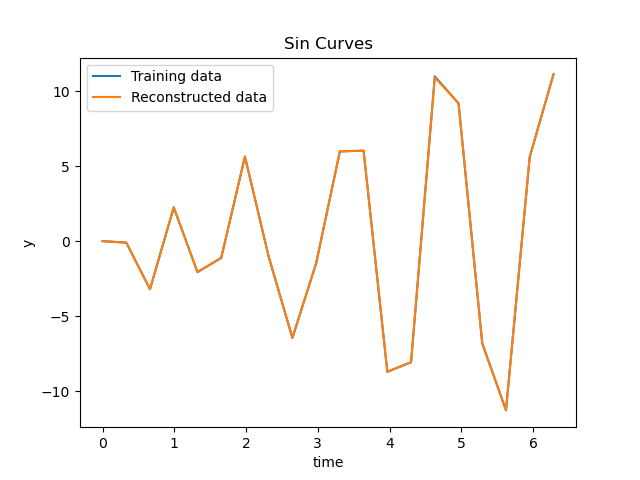 Sin Curves
Training data
Reconstructed data
10
5
0
−5
−10
y
0 1 2 3 4 5 6
time